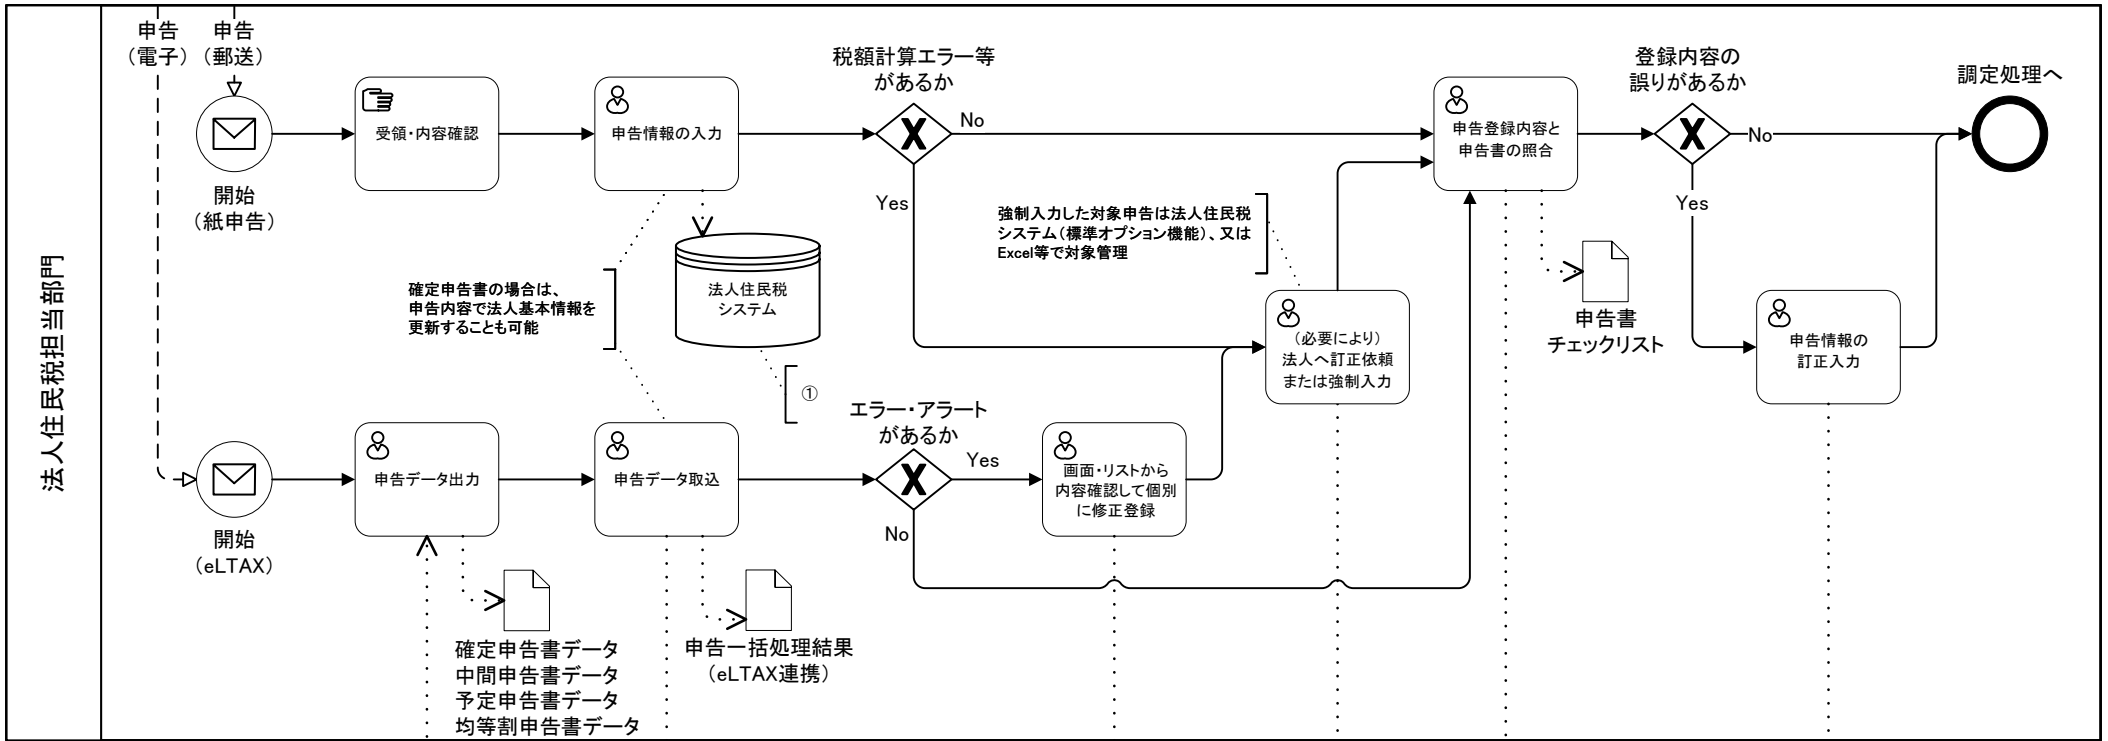 法人住民税担当部門
申告
（電子）
申告
（郵送）
開始
（紙申告）
受領・内容確認
申告情報の入力
税額計算エラー等
があるか
No
Yes
申告登録内容と
申告書の照合
登録内容の
誤りがあるか
No
Yes
調定処理へ
確定申告書の場合は、
申告内容で法人基本情報を
更新することも可能
法人住民税
システム
①
強制入力した対象申告は法人住民税
システム（標準オプション機能）、又は
Excel等で対象管理
（必要により）
法人へ訂正依頼
または強制入力
申告書
チェックリスト
申告情報の
訂正入力
開始
（eLTAX）
申告データ出力
申告データ取込
エラー・アラート
があるか
Yes
No
画面・リストから
内容確認して個別
に修正登録
確定申告書データ
中間申告書データ
予定申告書データ
均等割申告書データ
申告一括処理結果
（eLTAX連携）